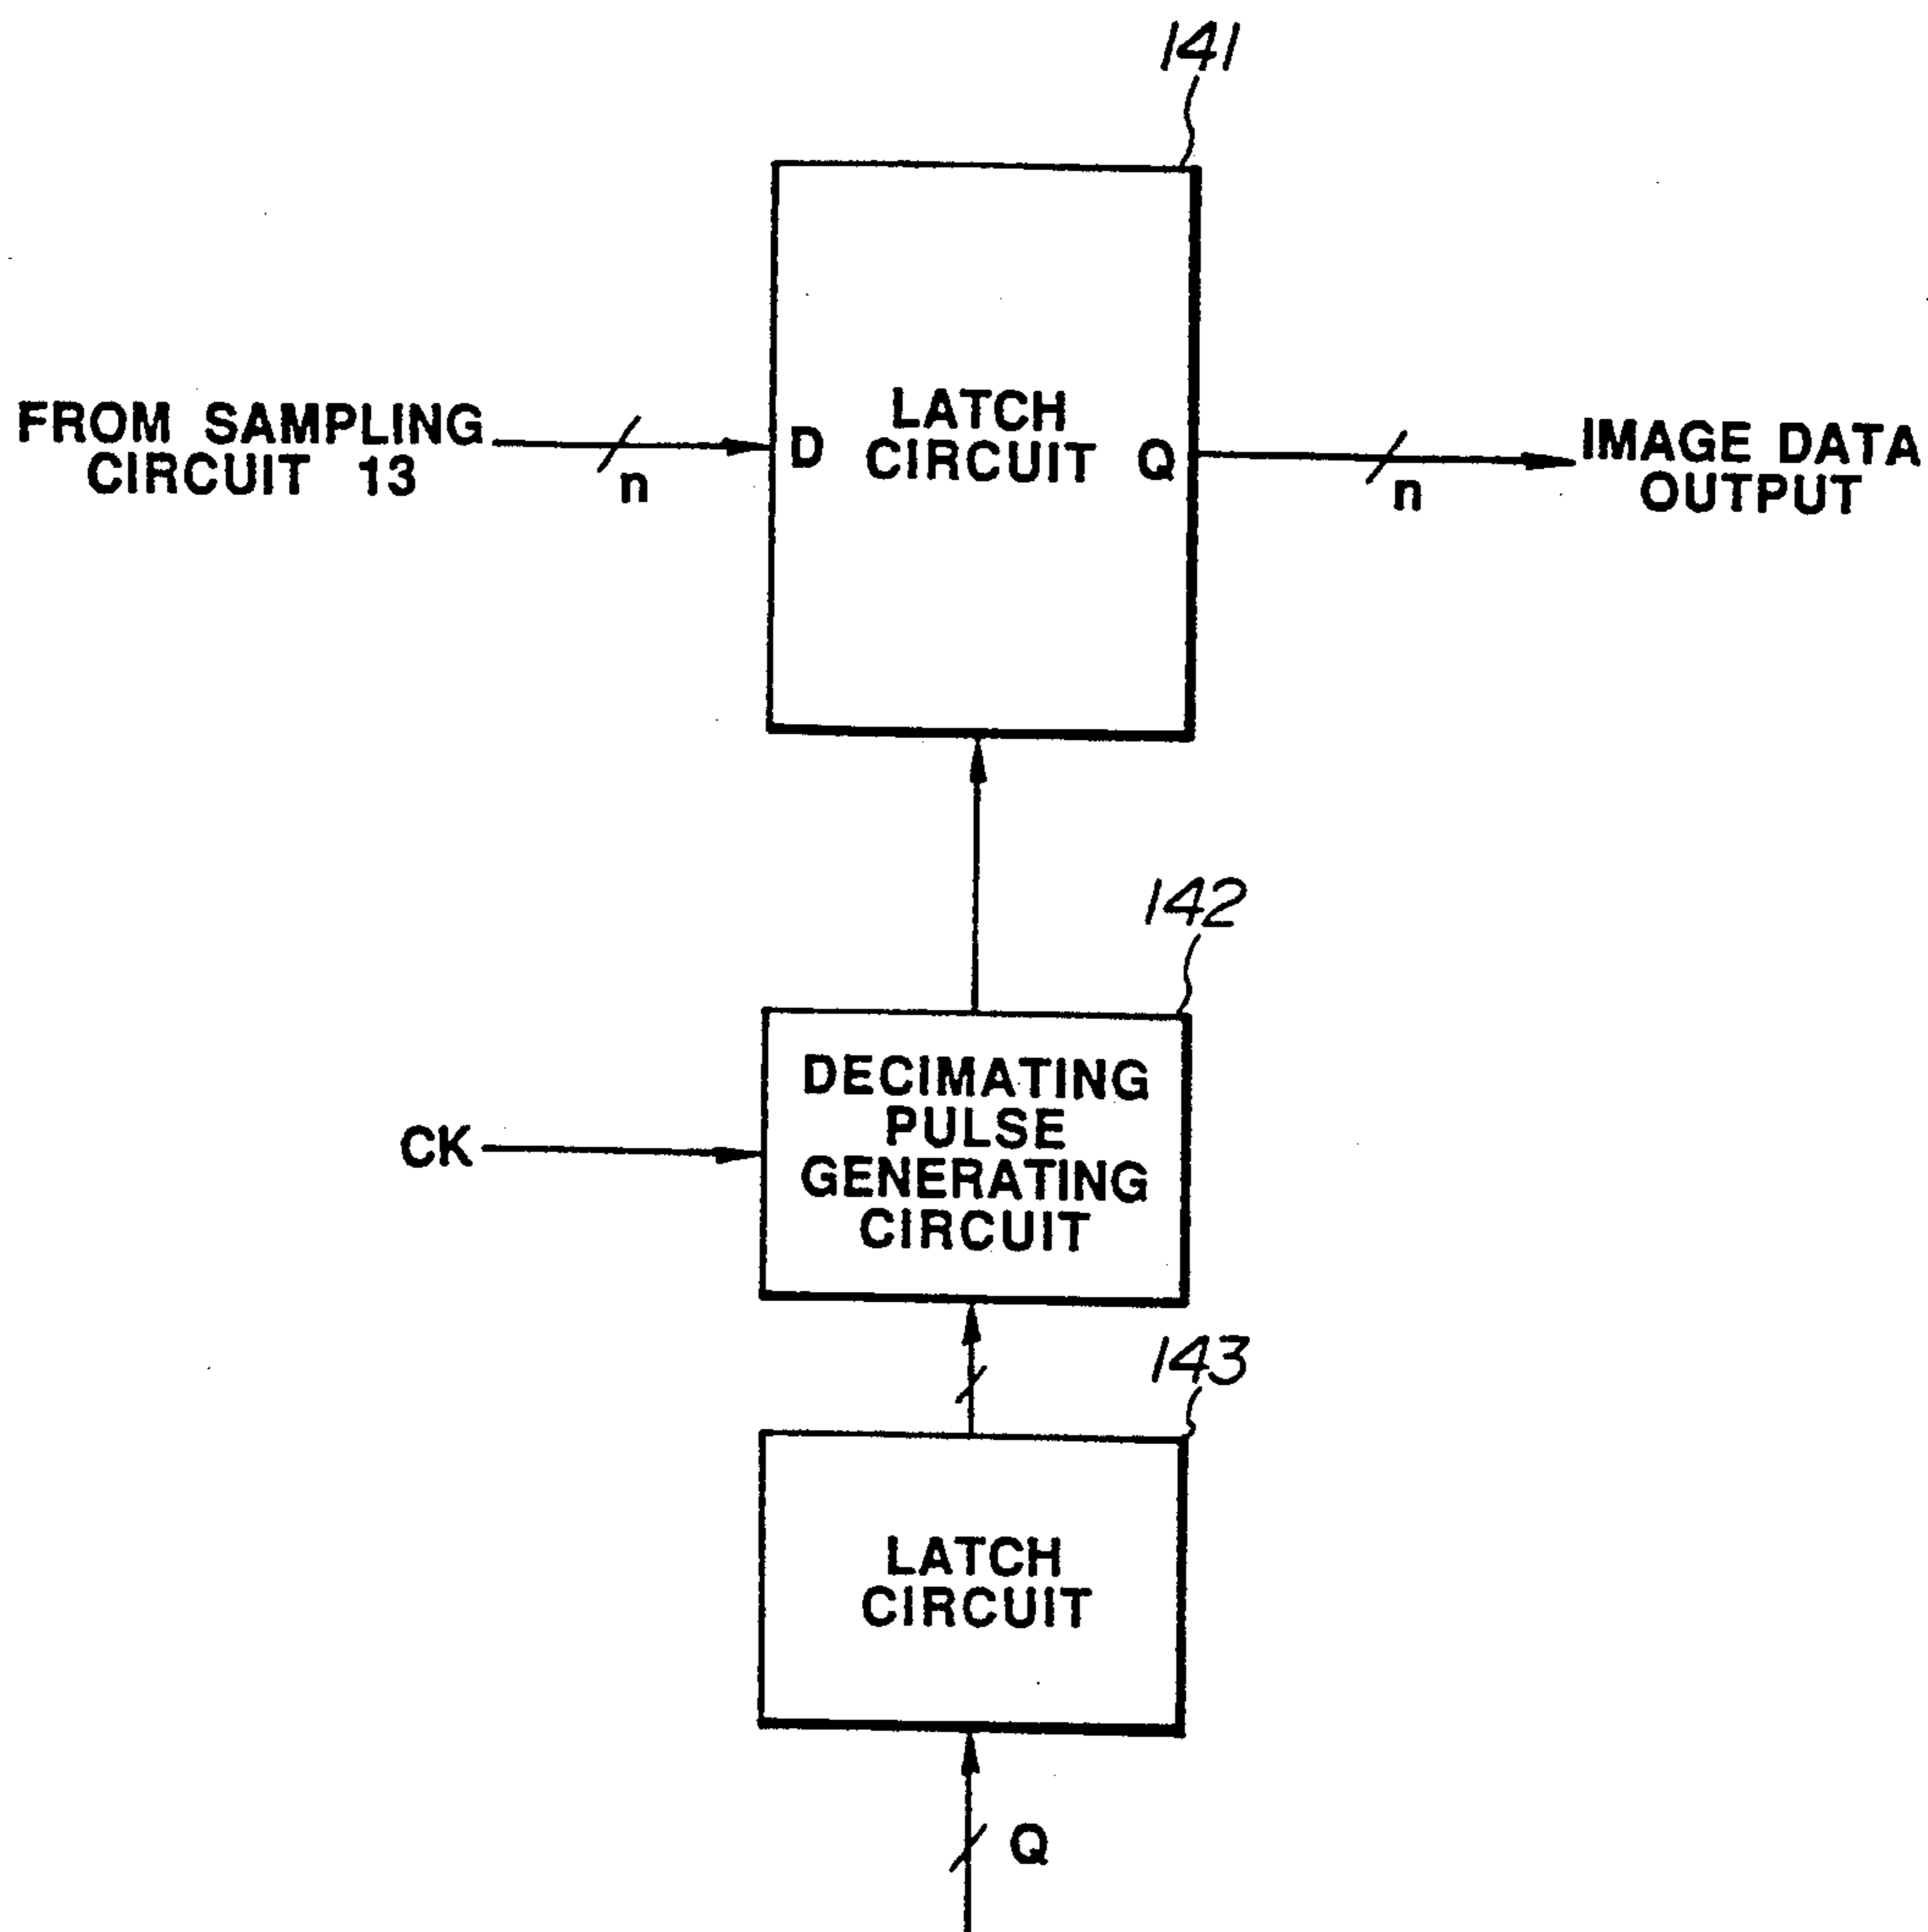 141
FROM SAMPLING
CIRCUIT 13
n
D
LATCH
CIRCUIT
Q
n
IMAGE DATA
OUTPUT
142
CK
DECIMATING
PULSE
GENERATING
CIRCUIT
143
LATCH
CIRCUIT
Q